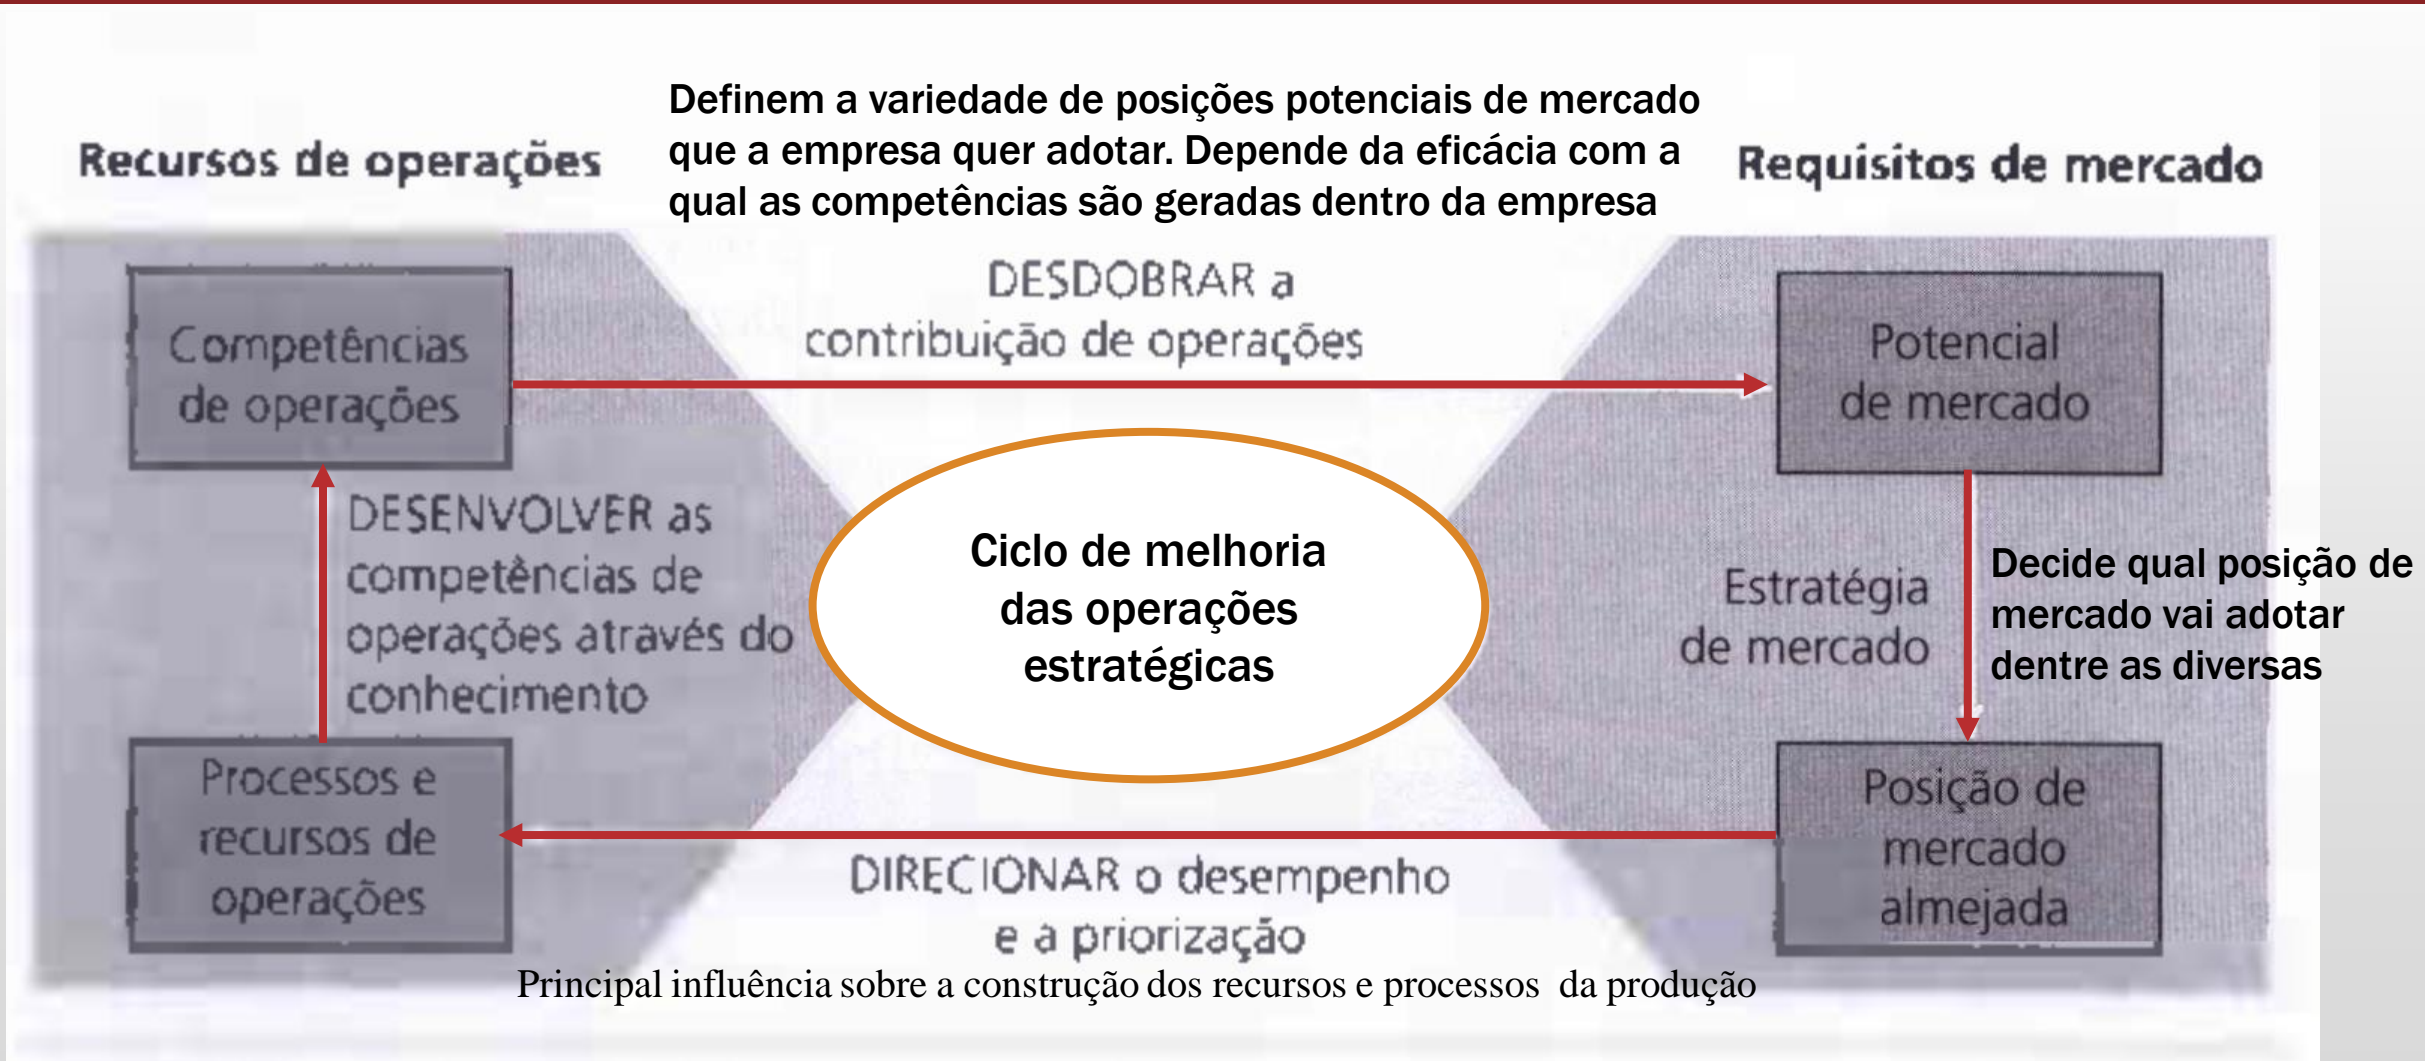 Definem a variedade de posições potenciais de mercado
que a empresa quer adotar. Depende da eficácia com a
qual as competências são geradas dentro da empresa
Recursos de operações
Requisitos de mercado
DESDOBRAR a
contribuição de operações
Competências
de operações
Potencial
de mercado
DESENVOLVER as
competências de
operações através do
conhecimento
Ciclo de melhoria
das operações
estratégicas
Estratégia
de mercado
Decide qual posição de
mercado vai adotar
dentre as diversas
Processos e
recursos de
operações
Posição de
mercado
almejada
DIRECIONAR o desempenho
e a priorização
Principal influência sobre a construção dos recursos e processos da produção